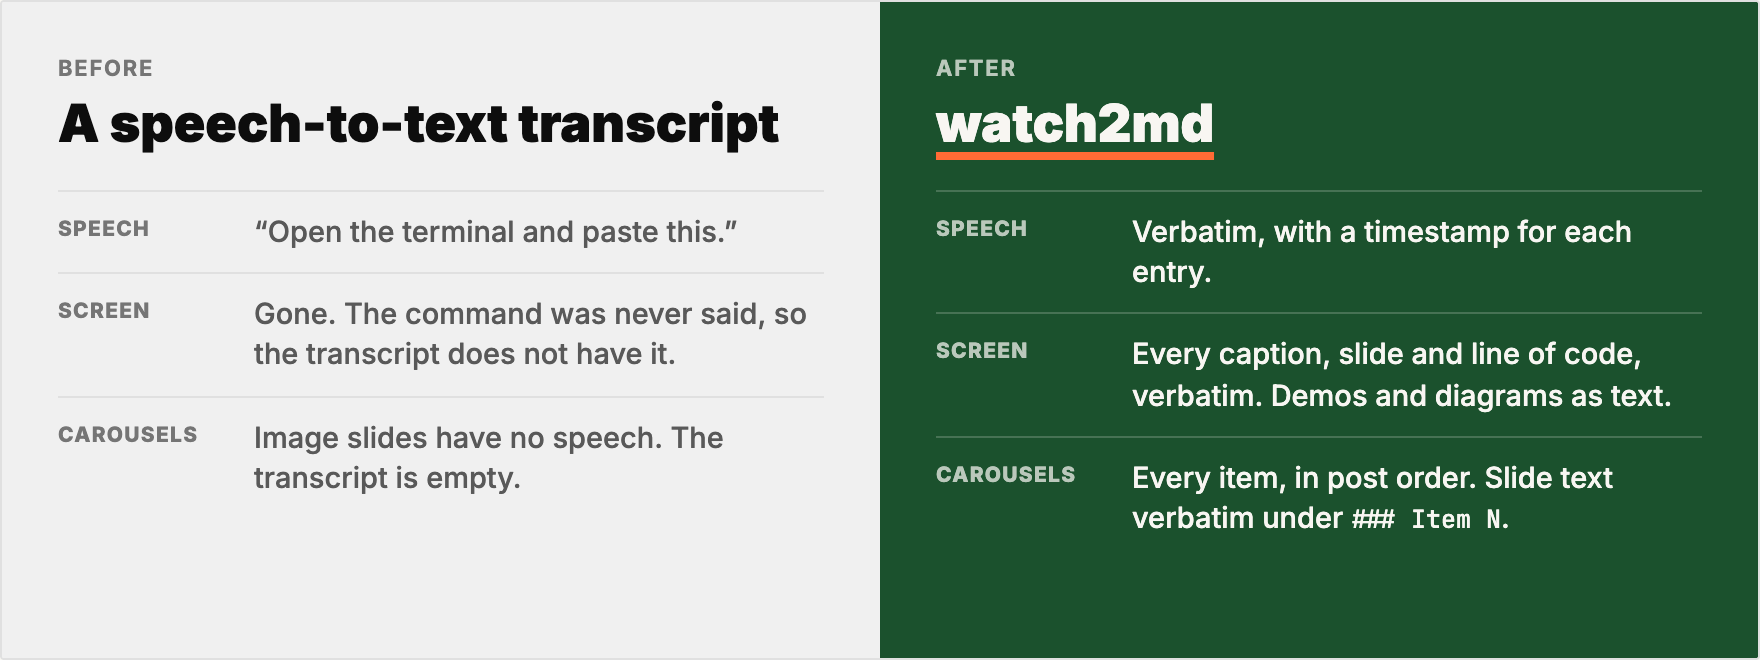 BEFORE
A speech-to-text transcript
SPEECH
“Open the terminal and paste this.”
SCREEN
Gone. The command was never said, so
the transcript does not have it.
CAROUSELS
Image slides have no speech. The
transcript is empty.
AFTER
watch2md
SPEECH
Verbatim, with a timestamp for each
entry.
SCREEN
Every caption, slide and line of code,
verbatim. Demos and diagrams as text.
CAROUSELS
Every item, in post order. Slide text
verbatim under ### Item N.